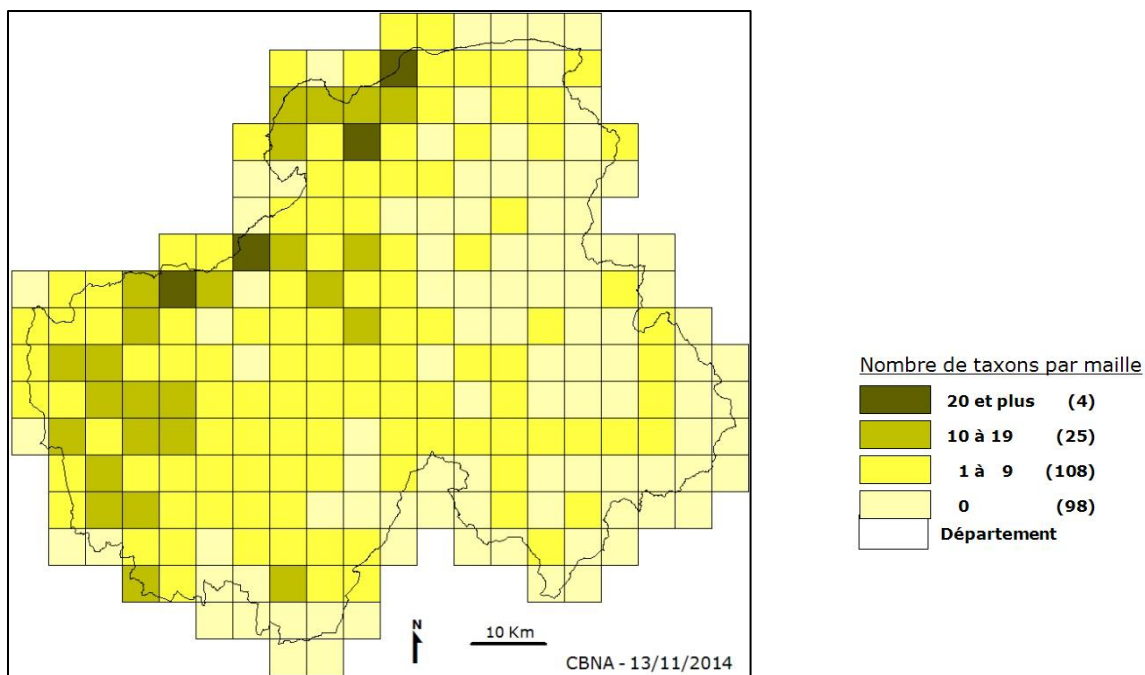 N
10 Km
CBNA - 13/11/2014
Nombre de taxons par maille
20 et plus (4)
10 à 19 (25)
1 à 9 (108)
0 (98)
Département